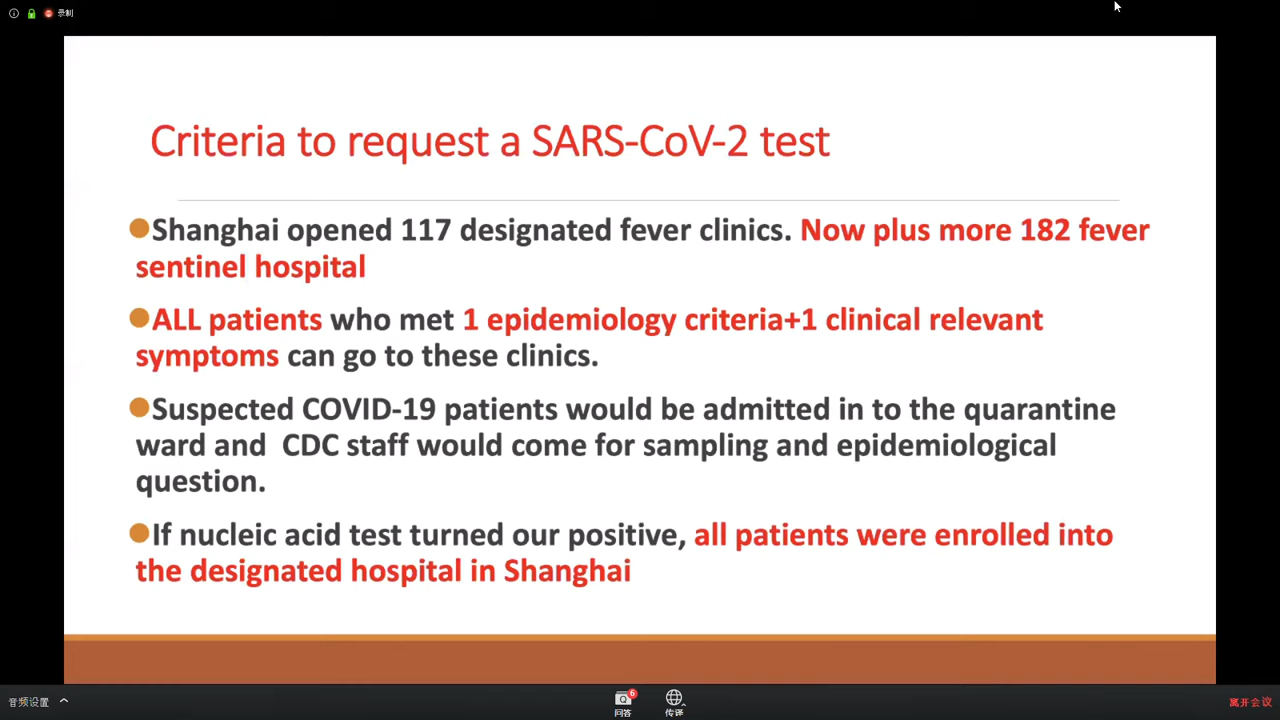 录制
Criteria to request a SARS-CoV-2 test
Shanghai opened 117 designated fever clinics. Now plus more 182 fever
sentinel hospital
ALL patients who met 1 epidemiology criteria+1 clinical relevant
symptoms can go to these clinics.
Suspected COVID-19 patients would be admitted in to the quarantine
ward and CDC staff would come for sampling and epidemiological
question.
If nucleic acid test turned our positive, all patients were enrolled into
the designated hospital in Shanghai
音频设置
6
问答
传译
离开会议